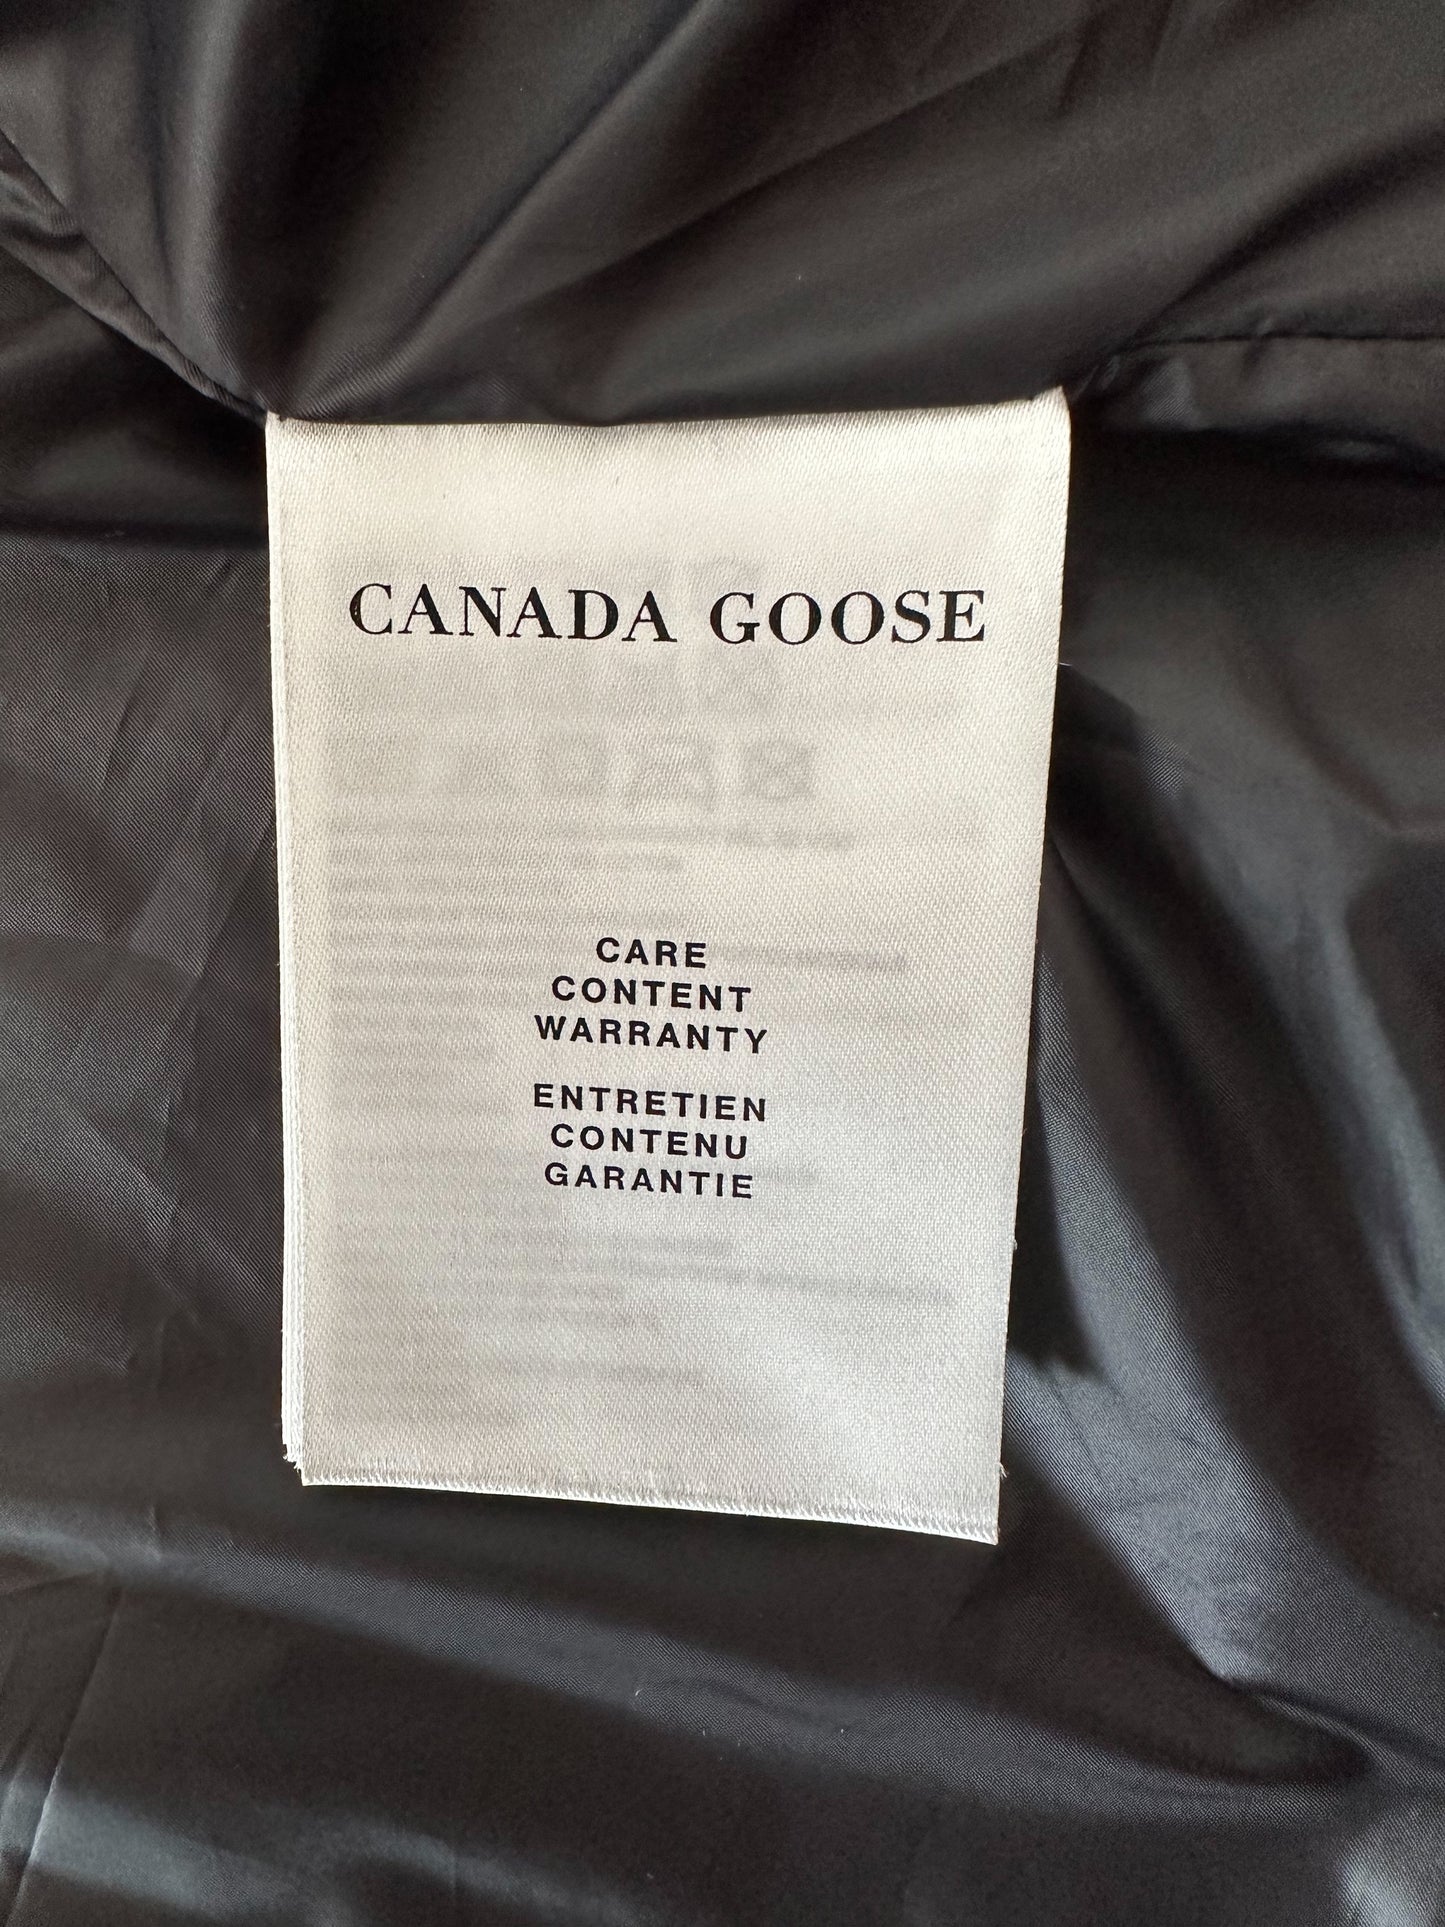 CANADA GOOSE
CARE
CONTENT
WARRANTY
ENTRETIEN
CONTENU
GARANTIE